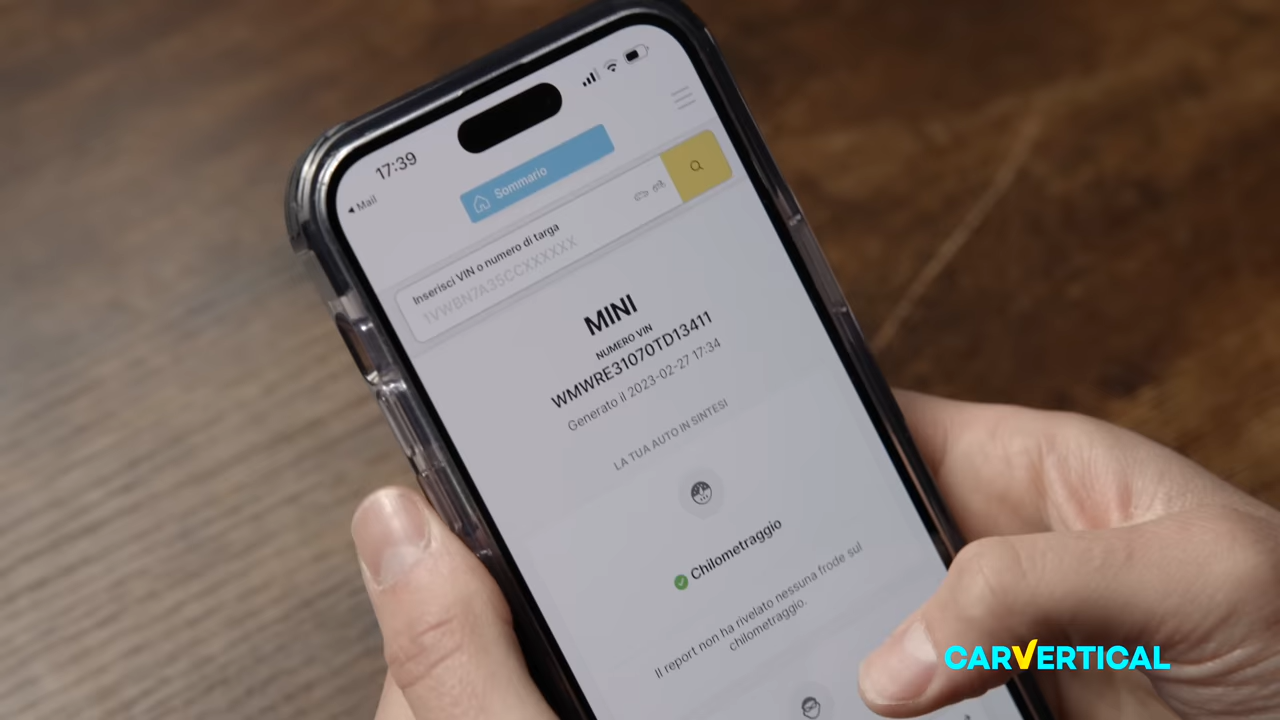 17:39
Mail
Sommario
Inserisci VIN o numero di targa
1VWBN7A35CCXXXXXX
MINI
NUMERO VIN
WMWRE31070TD13411
Generato il 2023-02-27 17:34
LA TUA AUTO IN SINTESI
Chilometraggio
Il report non ha rivelato nessuna frode sul
chilometraggio.
CARVERTICAL